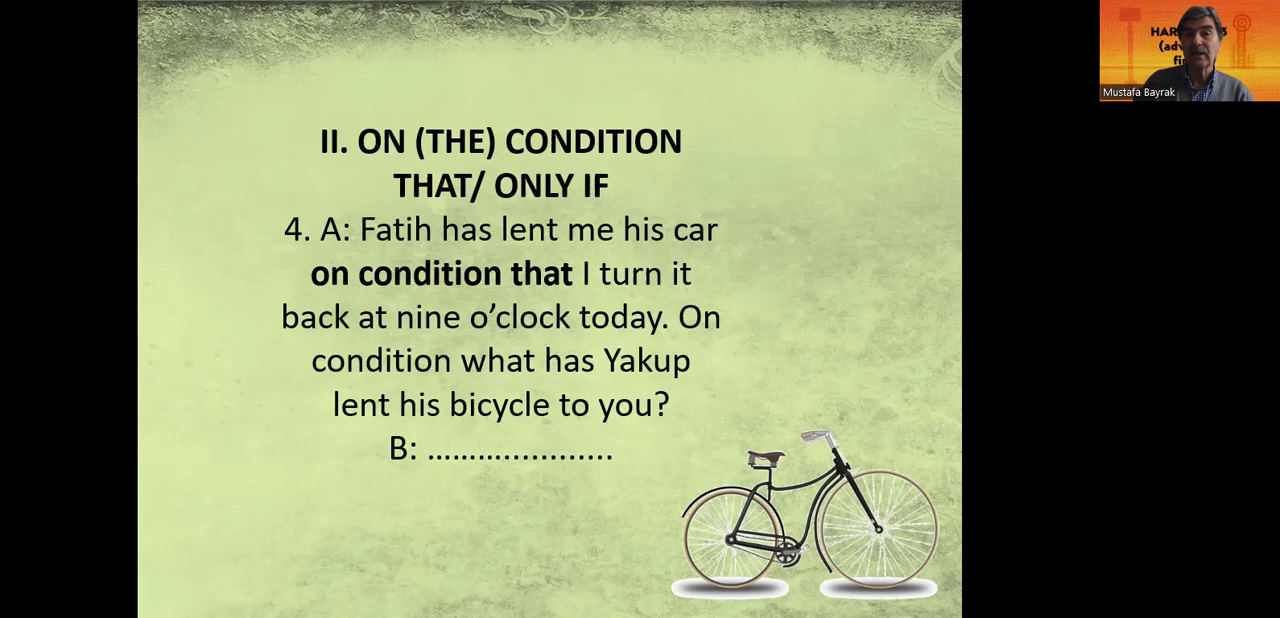 II. ON (THE) CONDITION
THAT/ ONLY IF
4. A: Fatih has lent me his car
on condition that I turn it
back at nine o’clock today. On
condition what has Yakup
lent his bicycle to you?
B: …….............
Mustafa Bayrak